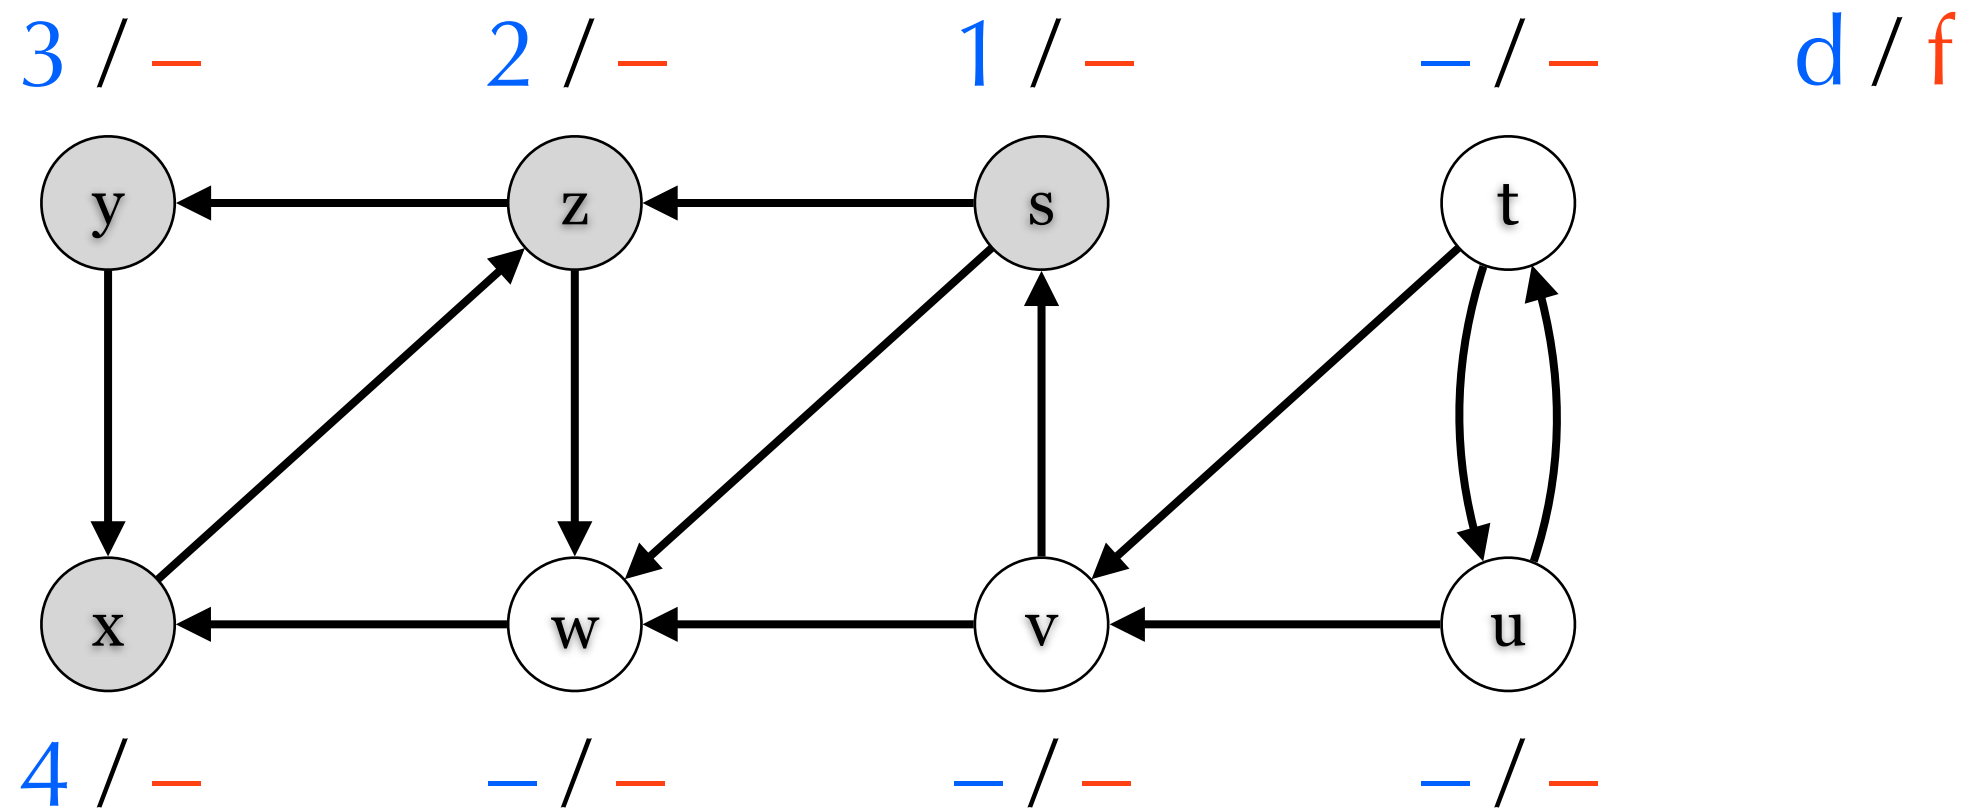 3 / – 2 / – 1 / – – / – d / f
y z s t
x w v u
4 / – – / – – / – – / –